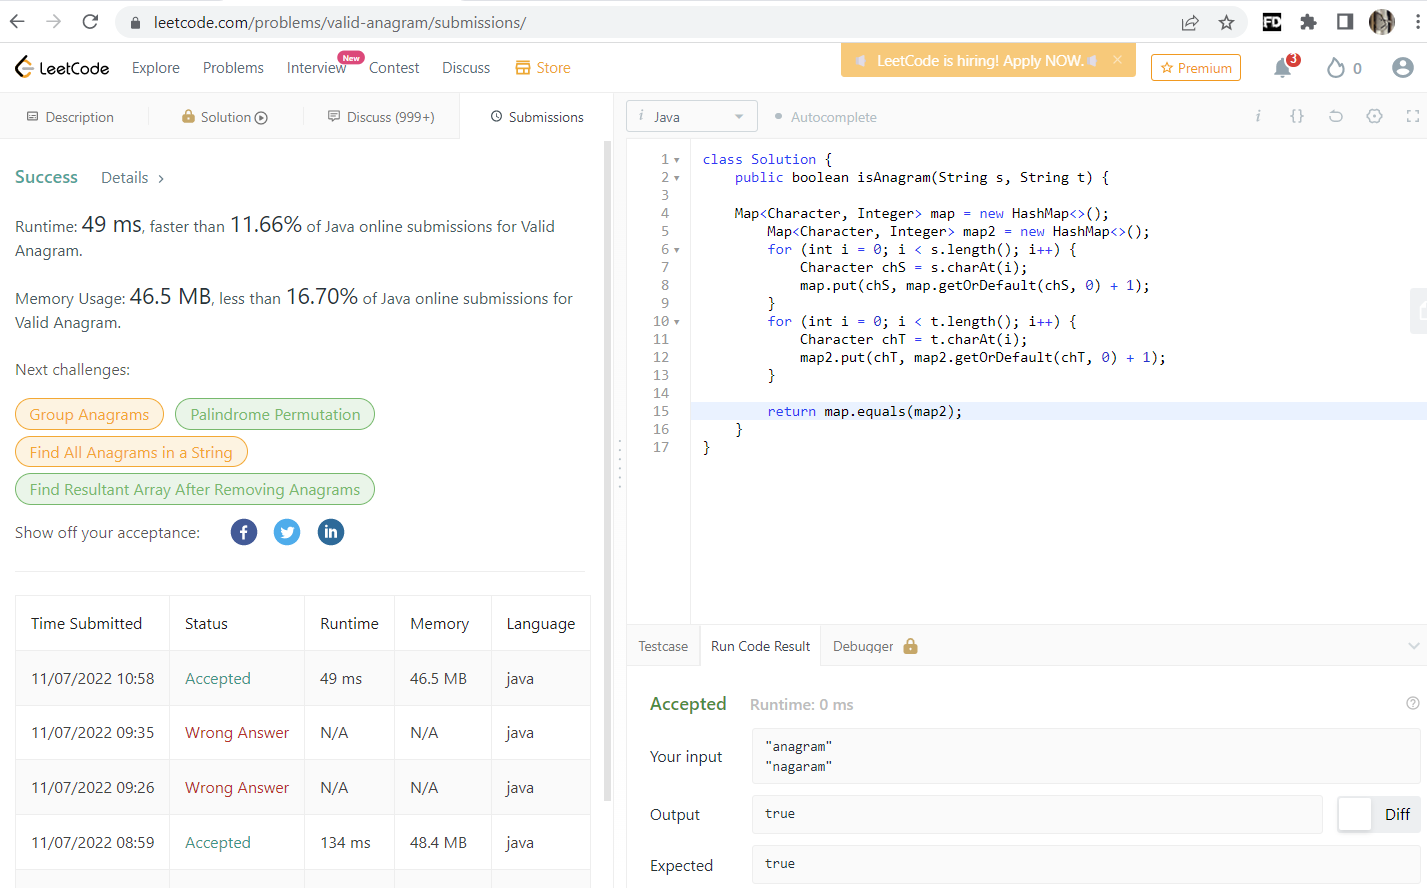 leetcode.com/problems/valid-anagram/submissions/
FD
LeetCode
Explore
Problems
Interview
New
Contest
Discuss
Store
LeetCode is hiring! Apply NOW.
×
Premium
3
0
Description
Solution
Discuss (999+)
Submissions
i Java
Autocomplete
i
{}
Success
Details >
Runtime: 49 ms, faster than 11.66% of Java online submissions for Valid
Anagram.
Memory Usage: 46.5 MB, less than 16.70% of Java online submissions for
Valid Anagram.
Next challenges:
Group Anagrams
Palindrome Permutation
Find All Anagrams in a String
Find Resultant Array After Removing Anagrams
Show off your acceptance:
f
in
Time Submitted Status Runtime Memory Language
11/07/2022 10:58 Accepted 49 ms 46.5 MB java
11/07/2022 09:35 Wrong Answer N/A N/A java
11/07/2022 09:26 Wrong Answer N/A N/A java
11/07/2022 08:59 Accepted 134 ms 48.4 MB java
1 class Solution {
2 public boolean isAnagram(String s, String t) {
3
4 Map<Character, Integer> map = new HashMap<>();
5 Map<Character, Integer> map2 = new HashMap<>();
6 for (int i = 0; i < s.length(); i++) {
7 Character chS = s.charAt(i);
8 map.put(chS, map.getOrDefault(chS, 0) + 1);
9 }
10 for (int i = 0; i < t.length(); i++) {
11 Character chT = t.charAt(i);
12 map2.put(chT, map2.getOrDefault(chT, 0) + 1);
13 }
14
15 return map.equals(map2);
16 }
17 }
Testcase
Run Code Result
Debugger
Accepted
Runtime: 0 ms
?
Your input
"anagram"
"nagaram"
Output
true
Diff
Expected
true